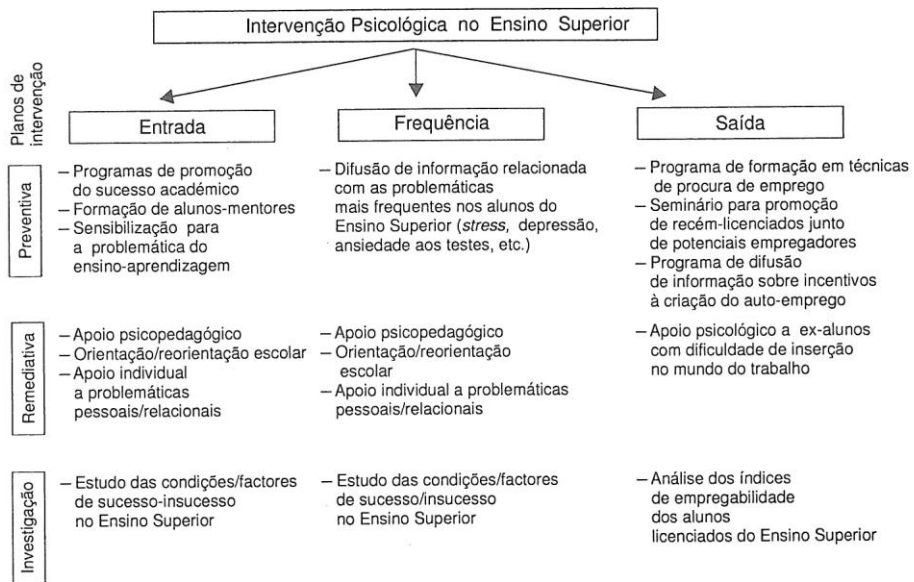 Intervenção Psicológica no Ensino Superior
Planos de
intervenção
Entrada
Frequência
Saída
Preventiva
– Programas de promoção
do sucesso académico
– Formação de alunos-mentores
– Sensibilização para
a problemática do
ensino-aprendizagem
– Difusão de informação relacionada
com as problemáticas
mais frequentes nos alunos do
Ensino Superior (stress, depressão,
ansiedade aos testes, etc.)
– Programa de formação em técnicas
de procura de emprego
– Seminário para promoção
de recém-licenciados junto
de potenciais empregadores
– Programa de difusão
de informação sobre incentivos
à criação do auto-emprego
Remediativa
– Apoio psicopedagógico
– Orientação/reorientação escolar
– Apoio individual
a problemáticas
pessoais/relacionais
– Apoio psicopedagógico
– Orientação/reorientação
escolar
– Apoio individual a problemáticas
pessoais/relacionais
– Apoio psicológico a ex-alunos
com dificuldade de inserção
no mundo do trabalho
Investigação
– Estudo das condições/factores
de sucesso-insucesso
no Ensino Superior
– Estudo das condições/factores
de sucesso/insucesso
no Ensino Superior
– Análise dos índices
de empregabilidade
dos alunos
licenciados do Ensino Superior